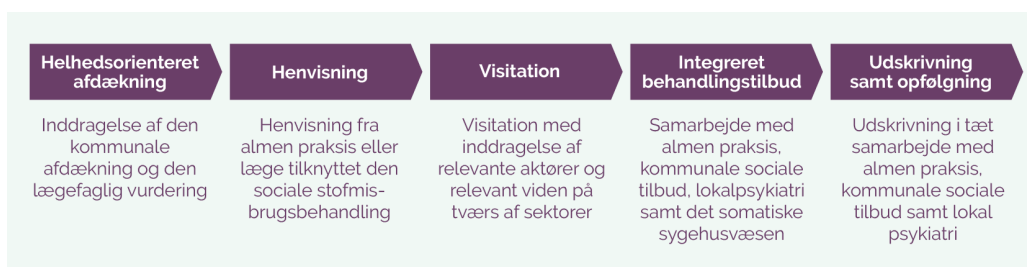 Helhedsorienteret
afdækning
Inddragelse af den
kommunale
afdækning og den
lægefaglig vurdering
Henvisning
Henvisning fra
almen praksis eller
læge tilknyttet den
sociale stofmis-
brugsbehandling
Visitation
Visitation med
inddragelse af
relevante aktører og
relevant viden på
tværs af sektorer
Integreret
behandlingstilbud
Samarbejde med
almen praksis,
kommunale sociale
tilbud, lokalpsykiatri
samt det somatiske
sygehusvæsen
Udskrivning
samt opfølgning
Udskrivning i tæt
samarbejde med
almen praksis,
kommunale sociale
tilbud samt lokal
psykiatri